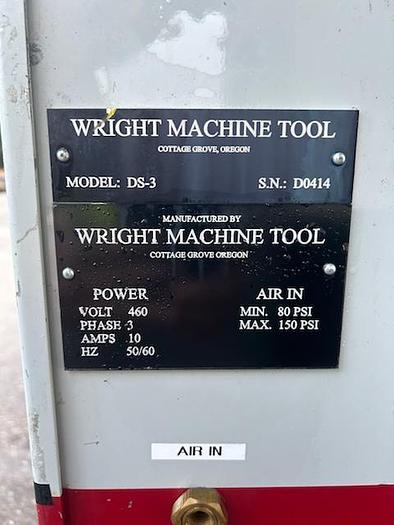 WRIGHT MACHINE TOOL
COTTAGE GROVE, OREGON
MODEL: DS-3 S.N.: D0414
MANUFACTURED BY
WRIGHT MACHINE TOOL
COTTAGE GROVE OREGON
POWER AIR IN
VOLT 460 MIN. 80 PSI
PHASE 3 MAX. 150 PSI
AMPS 10
HZ 50/60
AIR IN